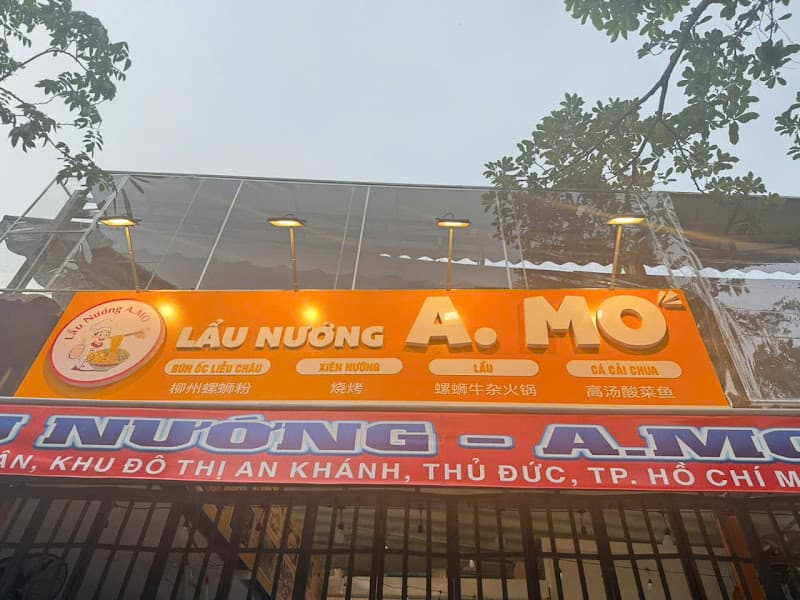 Lẩu Nướng A.MO
LẨU NƯỚNG A. MO
BÚN ỐC LIỄU CHÂU XIÊN NƯỚNG LẨU CÁ CẢI CHUA
柳州螺蛳粉 烧烤 螺蛳牛杂火锅 高汤酸菜鱼
NƯỚNG - A.MO
KHU ĐÔ THỊ AN KHÁNH, THỦ ĐỨC, TP. HỒ CHÍ